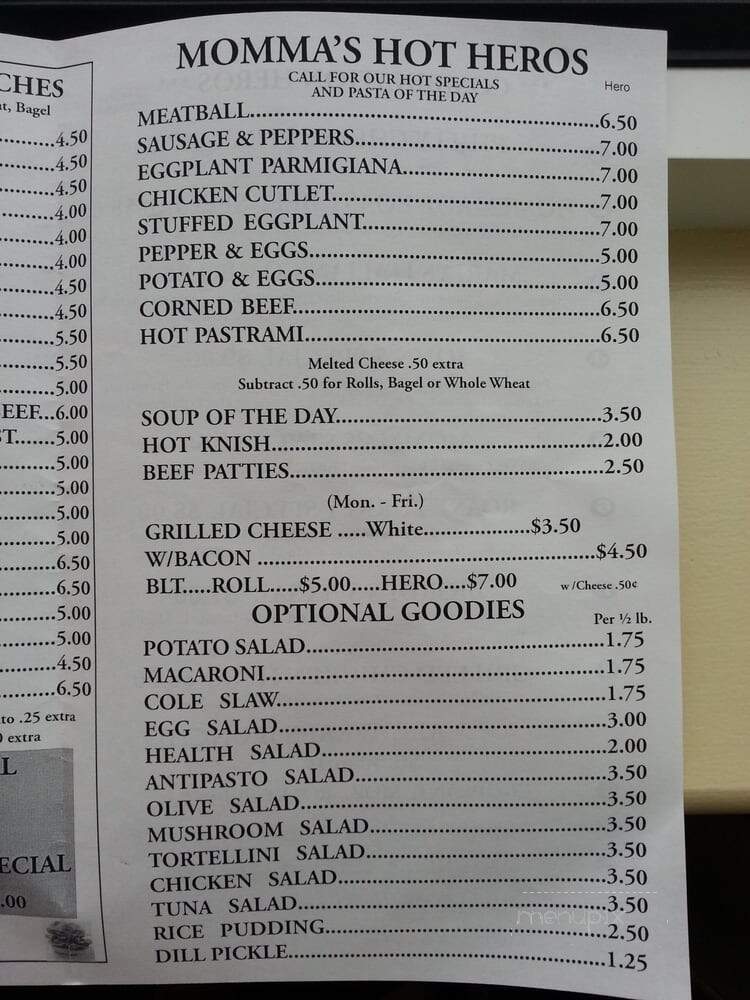 CHES
at, Bagel
4.50
4.50
4.50
4.00
4.00
4.00
4.50
4.50
5.50
5.50
5.00
EEF...6.00
ST.......5.00
5.00
5.00
5.00
5.00
6.50
6.50
5.00
5.00
4.50
6.50
to .25 extra
extra
L
ECIAL
.00
MOMMA'S HOT HEROS
CALL FOR OUR HOT SPECIALS
AND PASTA OF THE DAY
Hero
MEATBALL....6.50
SAUSAGE & PEPPERS....7.00
EGGPLANT PARMIGIANA....7.00
CHICKEN CUTLET....7.00
STUFFED EGGPLANT....7.00
PEPPER & EGGS....5.00
POTATO & EGGS....5.00
CORNED BEEF....6.50
HOT PASTRAMI....6.50
Melted Cheese .50 extra
Subtract .50 for Rolls, Bagel or Whole Wheat
SOUP OF THE DAY....3.50
HOT KNISH....2.00
BEEF PATTIES....2.50
(Mon. - Fri.)
GRILLED CHEESE .....White....$3.50
W/BACON ....$4.50
BLT.....ROLL.....$5.00.....HERO....$7.00 w/Cheese .50¢
OPTIONAL GOODIES
Per ½ lb.
POTATO SALAD....1.75
MACARONI....1.75
COLE SLAW....1.75
EGG SALAD....3.00
HEALTH SALAD....2.00
ANTIPASTO SALAD....3.50
OLIVE SALAD....3.50
MUSHROOM SALAD....3.50
TORTELLINI SALAD....3.50
CHICKEN SALAD....3.50
TUNA SALAD....3.50
RICE PUDDING....2.50
DILL PICKLE....1.25
menupix